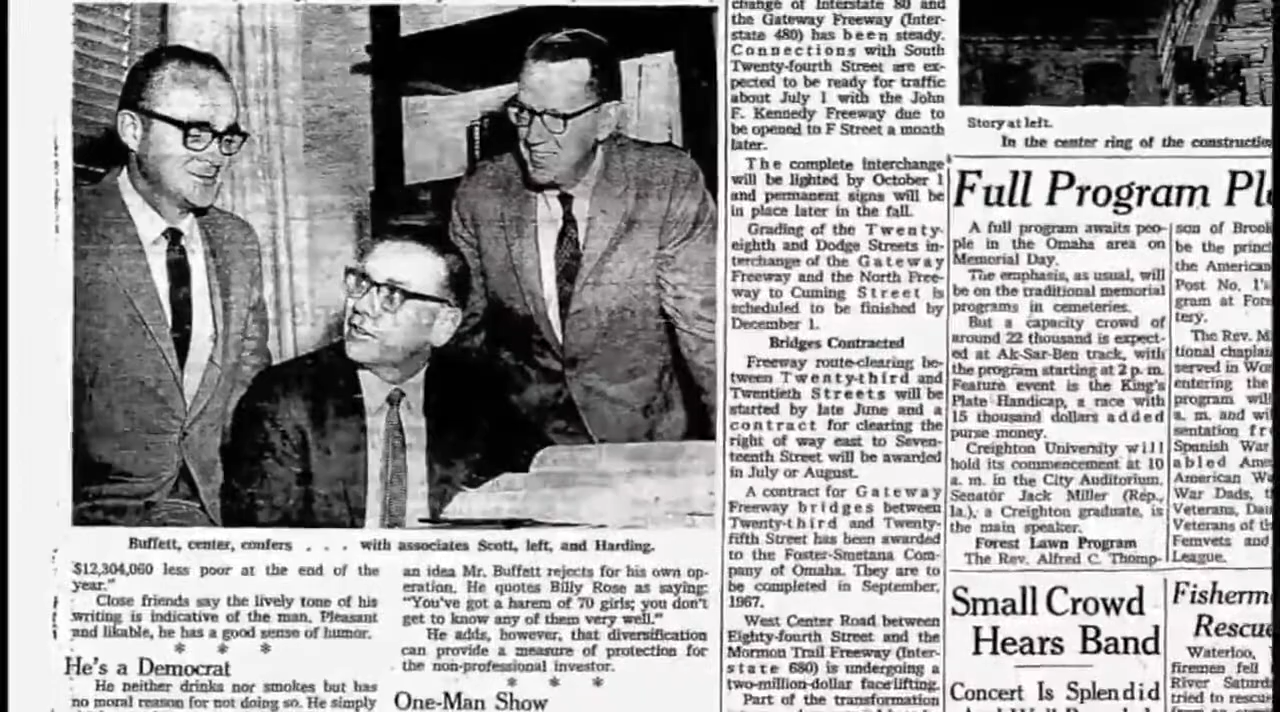 Buffett, center, confers . . . with associates Scott, left, and Harding.
$12,304,060 less poor at the end of the
year."
Close friends say the lively tone of his
writing is indicative of the man. Pleasant
and likable, he has a good sense of humor.
* * *
He's a Democrat
He neither drinks nor smokes but has
no moral reason for not doing so. He simply
an idea Mr. Buffett rejects for his own op-
eration. He quotes Billy Rose as saying:
"You've got a harem of 70 girls; you don't
get to know any of them very well."
He adds, however, that diversification
can provide a measure of protection for
the non-professional investor.
* * *
One-Man Show
change of Interstate 80 and
the Gateway Freeway (Inter-
state 480) has been steady.
Connections with South
Twenty-fourth Street are ex-
pected to be ready for traffic
about July 1 with the John
F. Kennedy Freeway due to
be opened to F Street a month
later.
The complete interchange
will be lighted by October 1
and permanent signs will be
in place later in the fall.
Grading of the Twenty-
eighth and Dodge Streets in-
terchange of the Gateway
Freeway and the North Free-
way to Cuming Street is
scheduled to be finished by
December 1.
Bridges Contracted
Freeway route-clearing be-
tween Twenty-third and
Twentieth Streets will be
started by late June and a
contract for clearing the
right of way east to Seven-
teenth Street will be awarded
in July or August.
A contract for Gateway
Freeway bridges between
Twenty-third and Twenty-
fifth Street has been awarded
to the Foster-Smetana Com-
pany of Omaha. They are to
be completed in September,
1967.
West Center Road between
Eighty-fourth Street and the
Mormon Trail Freeway (Inter-
state 680) is undergoing a
two-million-dollar facelifting.
Part of the transformation
Story at left.
In the center ring of the constructio
Full Program Pl
A full program awaits peo-
ple in the Omaha area on
Memorial Day.
The emphasis, as usual, will
be on the traditional memorial
programs in cemeteries.
But a capacity crowd of
around 22 thousand is expect-
ed at Ak-Sar-Ben track, with
the program starting at 2 p. m.
Feature event is the King's
Plate Handicap, a race with
15 thousand dollars added
purse money.
Creighton University will
hold its commencement at 10
a. m. in the City Auditorium.
Senator Jack Miller (Rep.,
Ia.), a Creighton graduate, is
the main speaker.
Forest Lawn Program
The Rev. Alfred C. Thomp-
son of Brook
be the princi
the American
Post No. 1's
gram at Fore
tery.
The Rev. M
tional chaplai
served in Wor
entering the
program will
a. m. and wi
sentation fr
Spanish War
abled Ame
American Wa
War Dads, t
Veterans, Dau
Veterans of th
Femvets and
League.
Small Crowd
Hears Band
Concert Is Splendid
Fisherm
Rescue
Waterloo,
firemen fell
River Saturd
tried to rescu